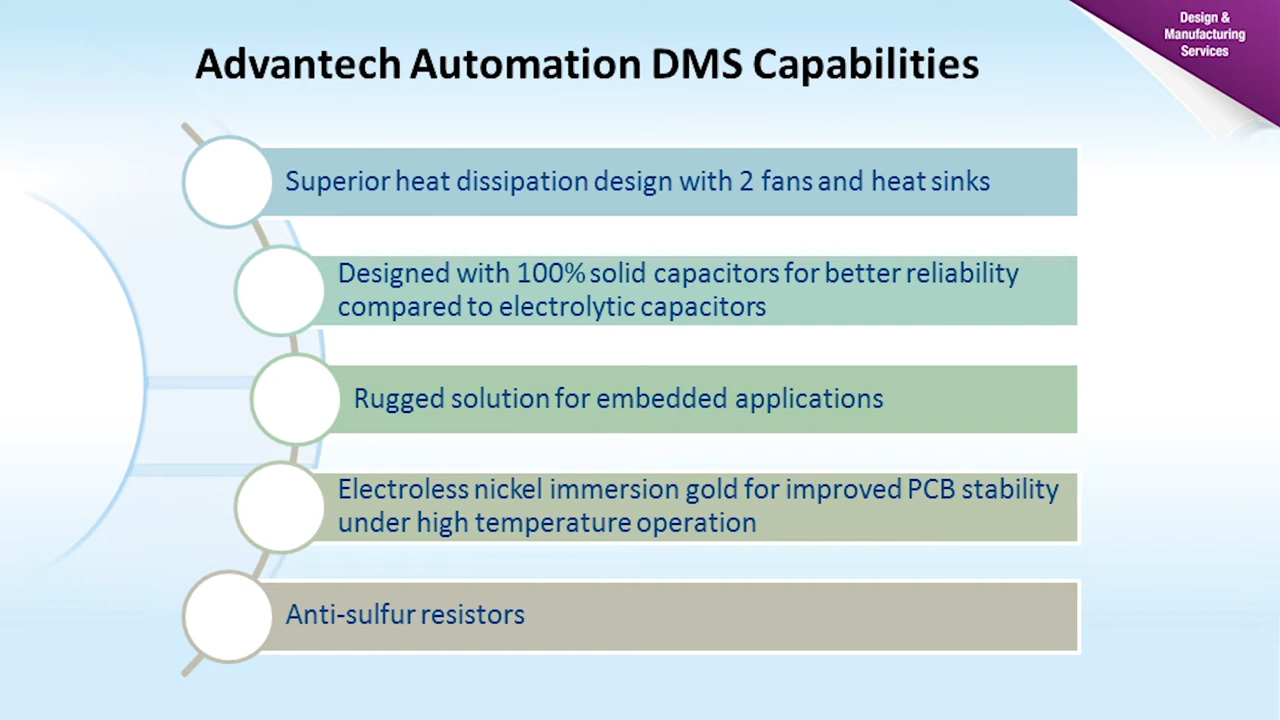 Design &
Manufacturing
Services
Advantech Automation DMS Capabilities
Superior heat dissipation design with 2 fans and heat sinks
Designed with 100% solid capacitors for better reliability
compared to electrolytic capacitors
Rugged solution for embedded applications
Electroless nickel immersion gold for improved PCB stability
under high temperature operation
Anti-sulfur resistors